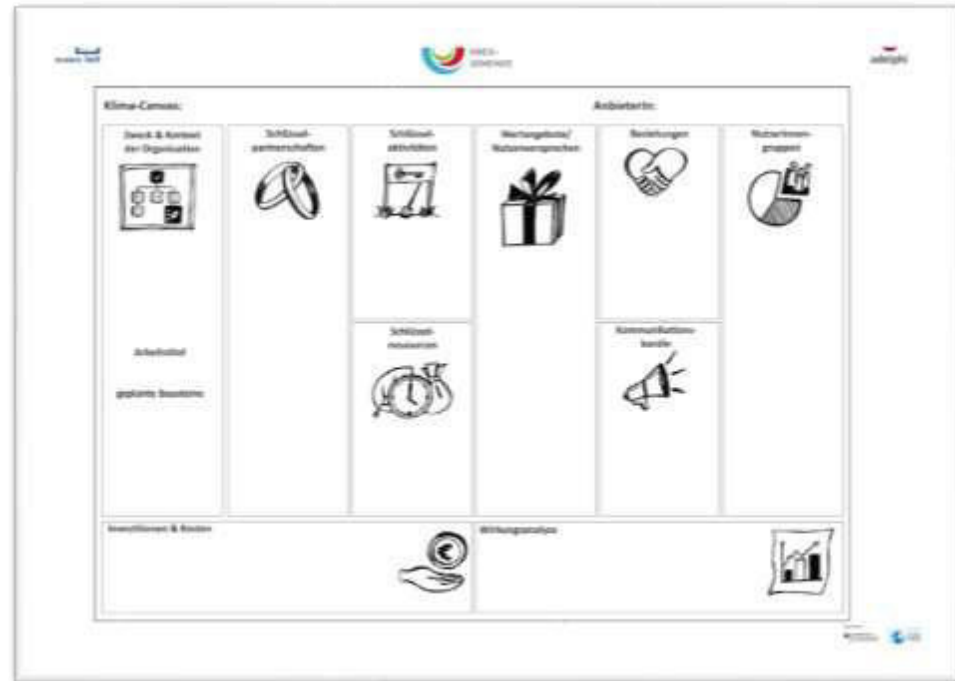 adelphi
Klima-Canvas:
AnbieterIn:
Zweck & Kontext
der Organisation
Schlüssel-
partnerschaften
Schlüssel-
aktivitäten
Wertangebote/
Nutzenversprechen
Beziehungen
NutzerInnen-
gruppen
Arbeitstitel
geplante Bausteine
Schlüssel-
ressourcen
Kommunikations-
kanäle
Investitionen & Kosten
Wirkungsanalyse